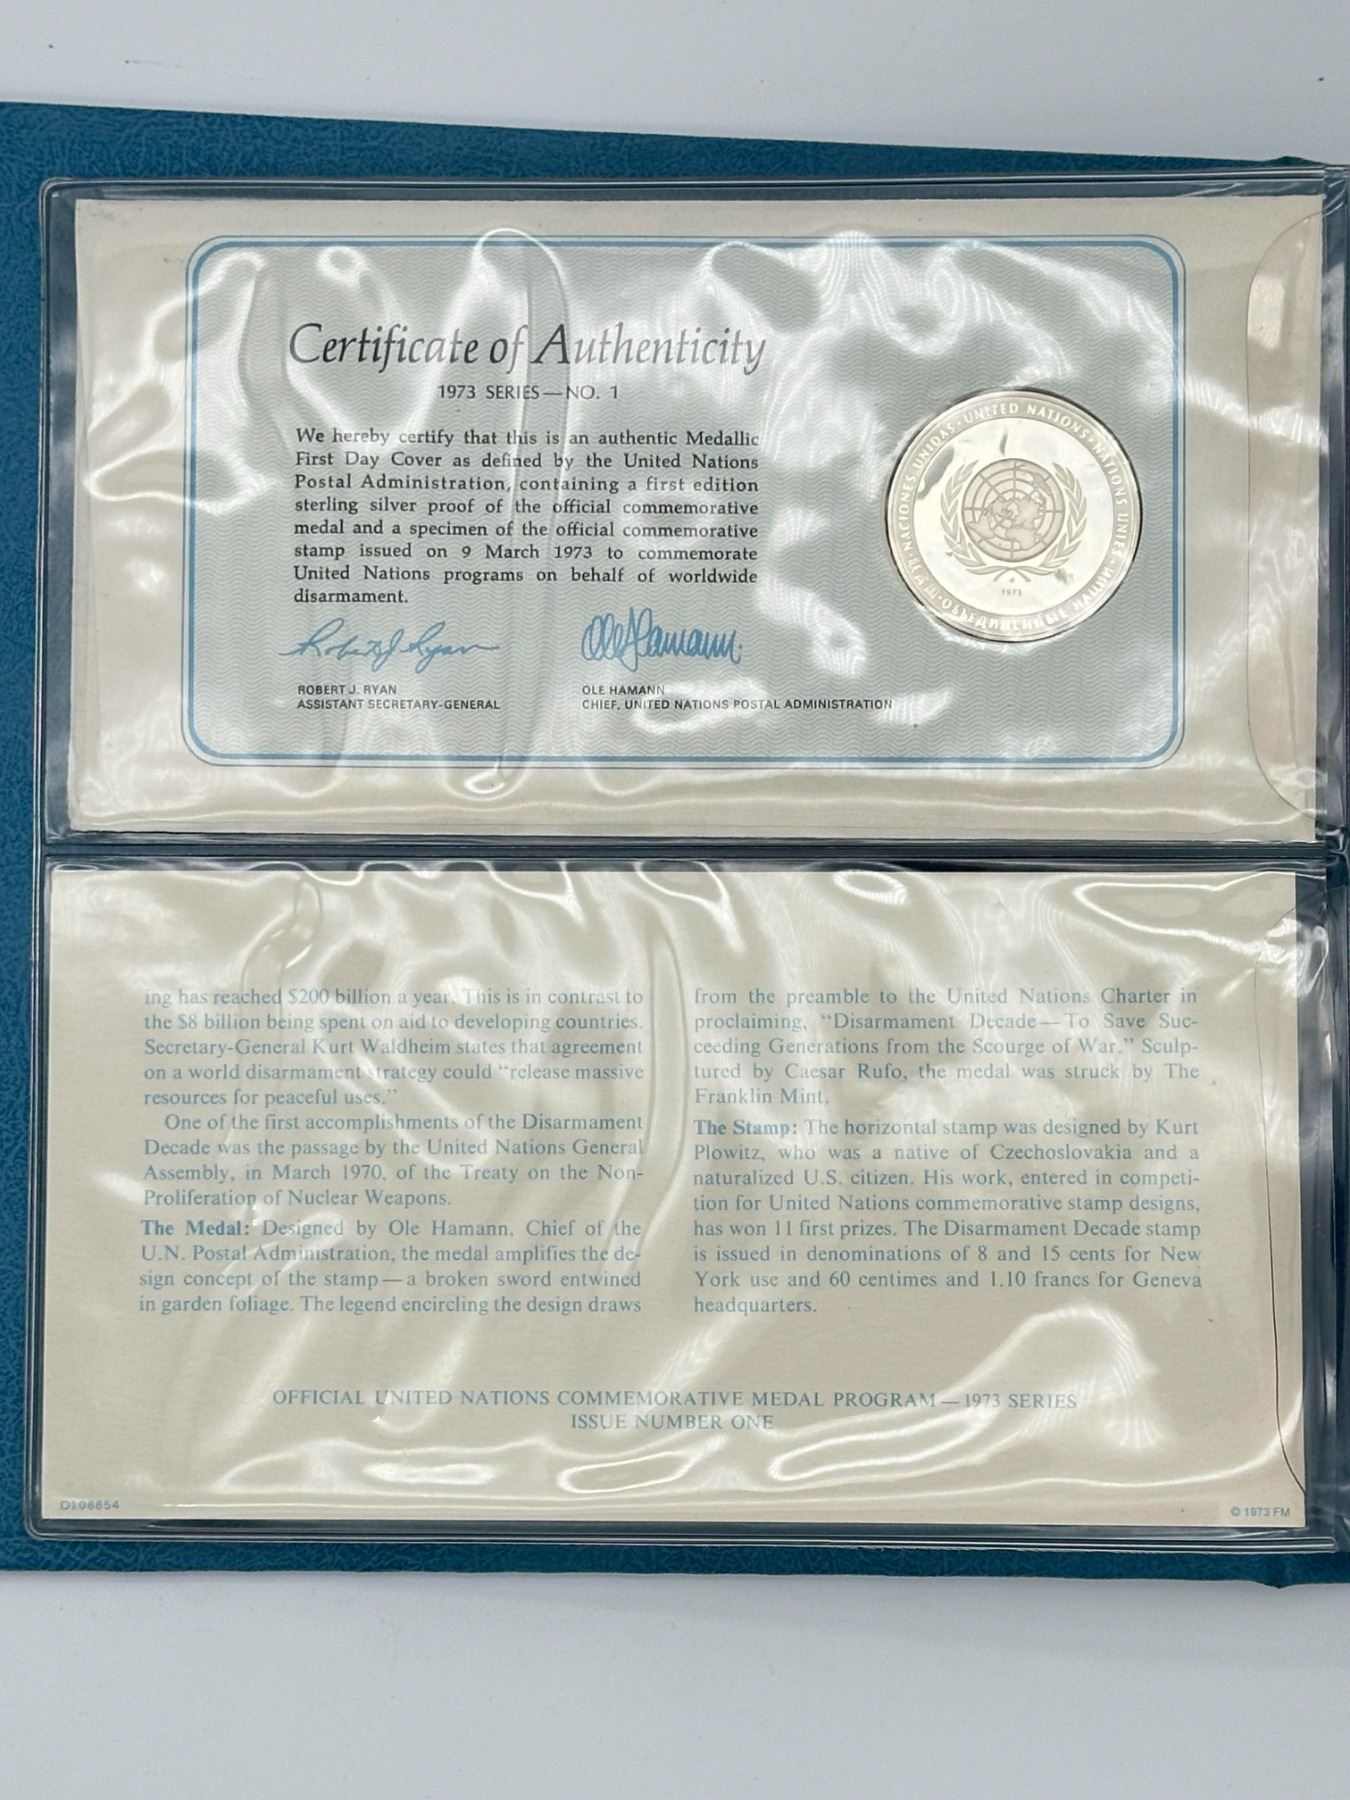 Certificate of Authenticity
1973 SERIES—NO. 1
We hereby certify that this is an authentic Medallic
First Day Cover as defined by the United Nations
Postal Administration, containing a first edition
sterling silver proof of the official commemorative
medal and a specimen of the official commemorative
stamp issued on 9 March 1973 to commemorate
United Nations programs on behalf of worldwide
disarmament.
Robert J. Ryan
Ole Hamann
ROBERT J. RYAN
ASSISTANT SECRETARY-GENERAL
OLE HAMANN
CHIEF, UNITED NATIONS POSTAL ADMINISTRATION
UNITED NATIONS • NATIONS UNIES • ОБЪЕДИНЕННЫЕ НАЦИИ • NACIONES UNIDAS •
1973
ing has reached $200 billion a year. This is in contrast to
the $8 billion being spent on aid to developing countries.
Secretary-General Kurt Waldheim states that agreement
on a world disarmament strategy could “release massive
resources for peaceful uses.”
One of the first accomplishments of the Disarmament
Decade was the passage by the United Nations General
Assembly, in March 1970, of the Treaty on the Non-
Proliferation of Nuclear Weapons.
The Medal: Designed by Ole Hamann, Chief of the
U.N. Postal Administration, the medal amplifies the de-
sign concept of the stamp—a broken sword entwined
in garden foliage. The legend encircling the design draws
from the preamble to the United Nations Charter in
proclaiming, “Disarmament Decade—To Save Suc-
ceeding Generations from the Scourge of War.” Sculp-
tured by Caesar Rufo, the medal was struck by The
Franklin Mint.
The Stamp: The horizontal stamp was designed by Kurt
Plowitz, who was a native of Czechoslovakia and a
naturalized U.S. citizen. His work, entered in competi-
tion for United Nations commemorative stamp designs,
has won 11 first prizes. The Disarmament Decade stamp
is issued in denominations of 8 and 15 cents for New
York use and 60 centimes and 1.10 francs for Geneva
headquarters.
OFFICIAL UNITED NATIONS COMMEMORATIVE MEDAL PROGRAM—1973 SERIES
ISSUE NUMBER ONE
D106854
© 1973 FM